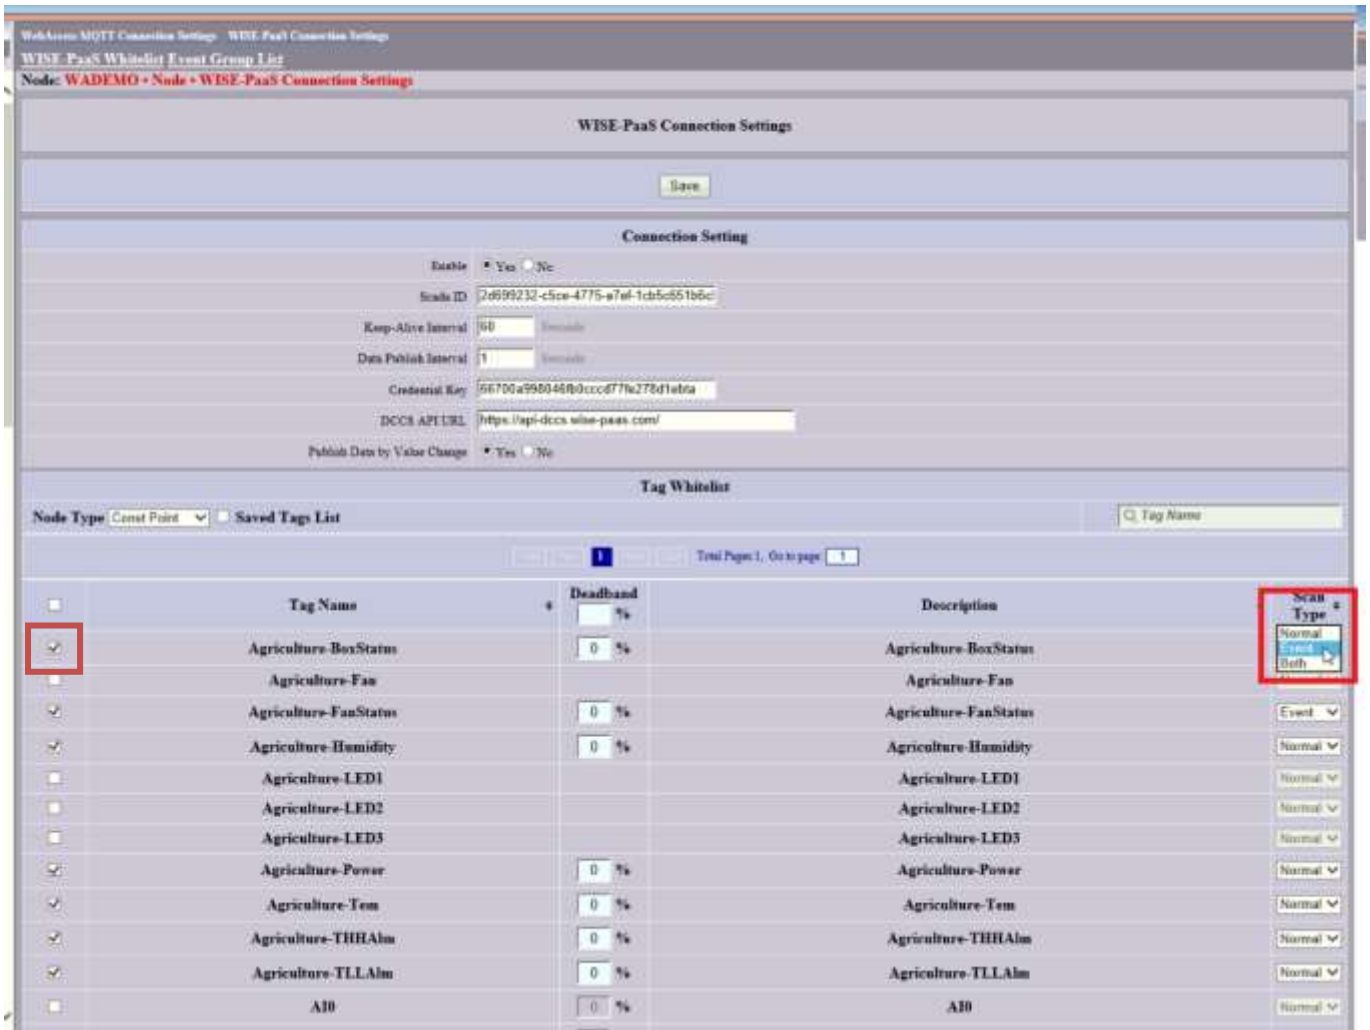 WebAccess MQTT Connection Settings WISE-PaaS Connection Settings
WISE-PaaS Whitelist Event Group List
Node: WADEMO • Node • WISE-PaaS Connection Settings
WISE-PaaS Connection Settings
Save
Connection Setting
Enable Yes No
Scada ID 2d699232-c5ce-4775-a7ef-1cb5c651b6c
Keep-Alive Interval 60 Seconds
Data Publish Interval 1 Seconds
Credential Key
DCCS API URL https://api-dccs.wise-paas.com/
Publish Data by Value Change Yes No
Tag Whitelist
Node Type Const Point Saved Tags List Tag Name
1 Total Pages:1, Go to page: 1
Tag Name Deadband % Description Scan Type
Agriculture-BoxStatus 0 % Agriculture-BoxStatus Normal Event Both
Agriculture-Fan Agriculture-Fan
Agriculture-FanStatus 0 % Agriculture-FanStatus Event
Agriculture-Humidity 0 % Agriculture-Humidity Normal
Agriculture-LED1 Agriculture-LED1 Normal
Agriculture-LED2 Agriculture-LED2 Normal
Agriculture-LED3 Agriculture-LED3 Normal
Agriculture-Power 0 % Agriculture-Power Normal
Agriculture-Tem 0 % Agriculture-Tem Normal
Agriculture-THHAlm 0 % Agriculture-THHAlm Normal
Agriculture-TLLAlm 0 % Agriculture-TLLAlm Normal
AI0 0 % AI0 Normal